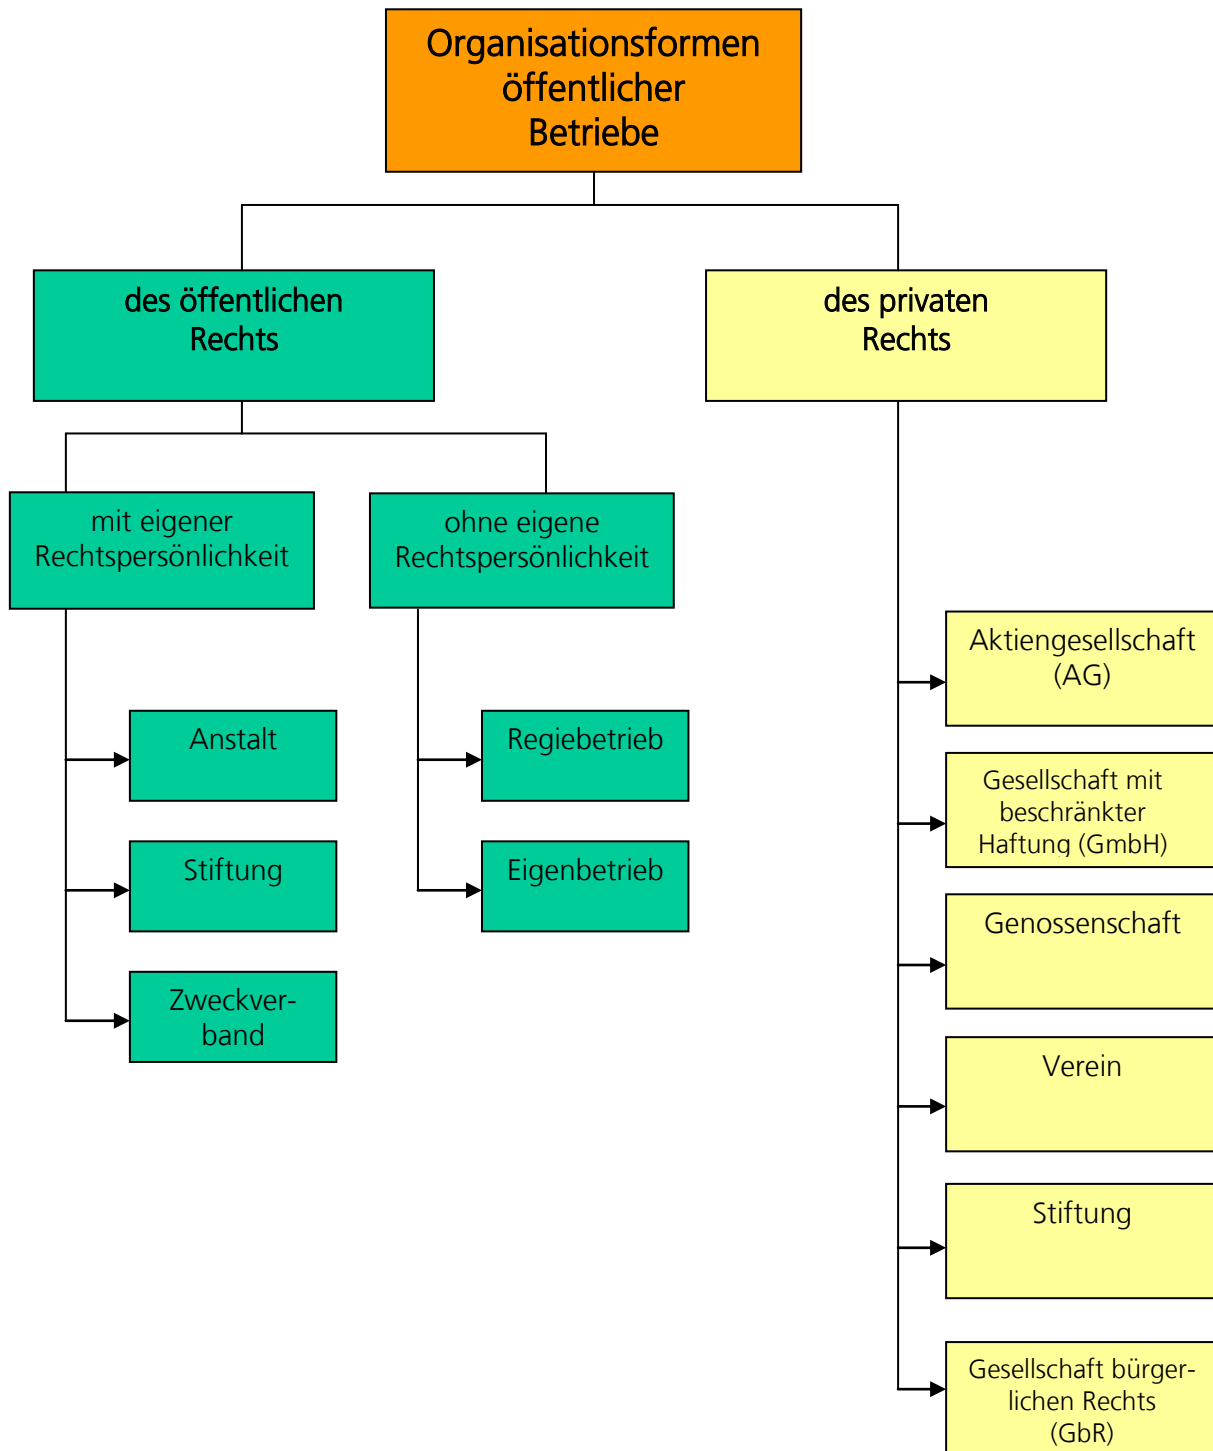 Organisationsformen
öffentlicher
Betriebe
des öffentlichen
Rechts
des privaten
Rechts
mit eigener
Rechtspersönlichkeit
ohne eigene
Rechtspersönlichkeit
Anstalt
Stiftung
Zweckver-
band
Regiebetrieb
Eigenbetrieb
Aktiengesellschaft
(AG)
Gesellschaft mit
beschränkter
Haftung (GmbH)
Genossenschaft
Verein
Stiftung
Gesellschaft bürger-
lichen Rechts
(GbR)